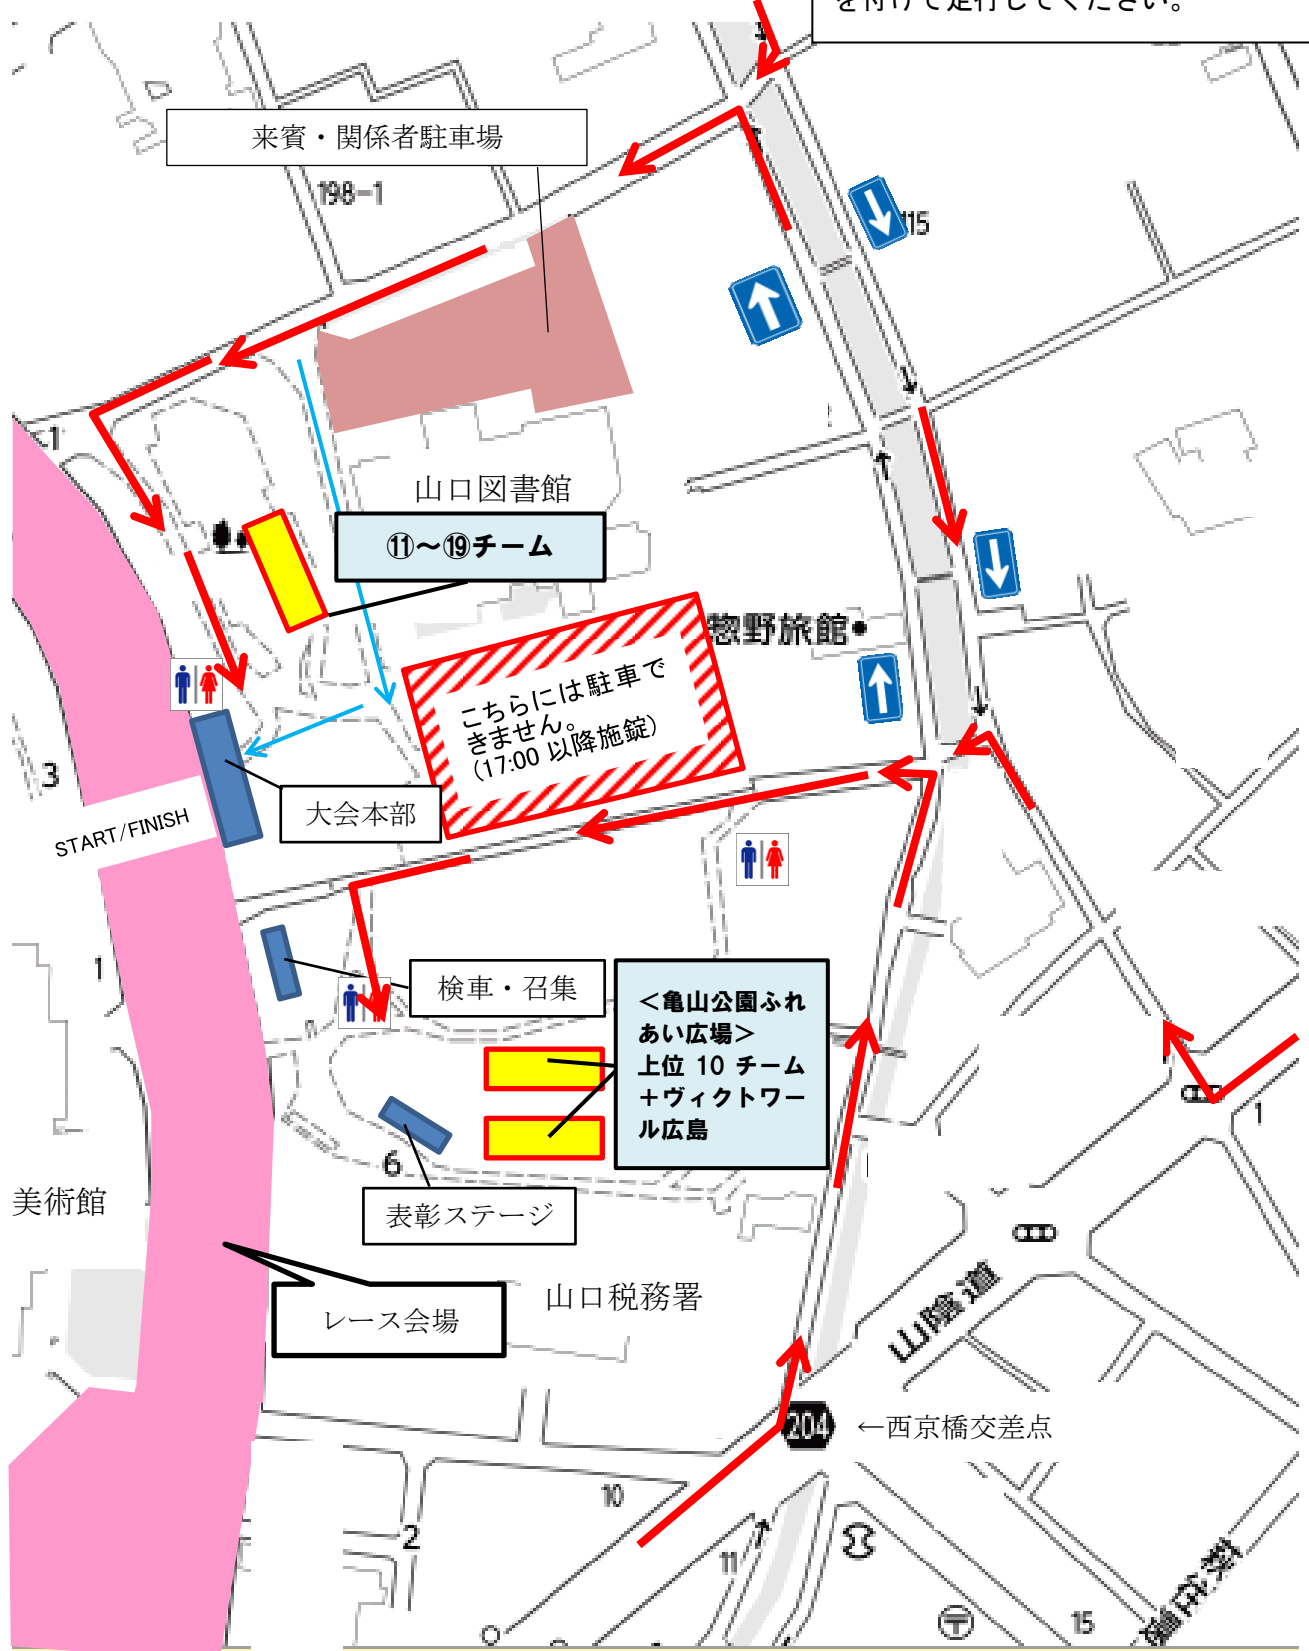 を付けて走行してください。
来賓・関係者駐車場
198-1
115
山口図書館
⑪～⑲チーム
惣野旅館
こちらには駐車で
きません。
(17:00 以降施錠)
3
大会本部
START/FINISH
1
検車・召集
＜亀山公園ふれ
あい広場＞
上位 10 チーム
＋ヴィクトワー
ル広島
1
6
美術館
表彰ステージ
山口税務署
レース会場
山陰道
204
←西京橋交差点
10
2
11
15